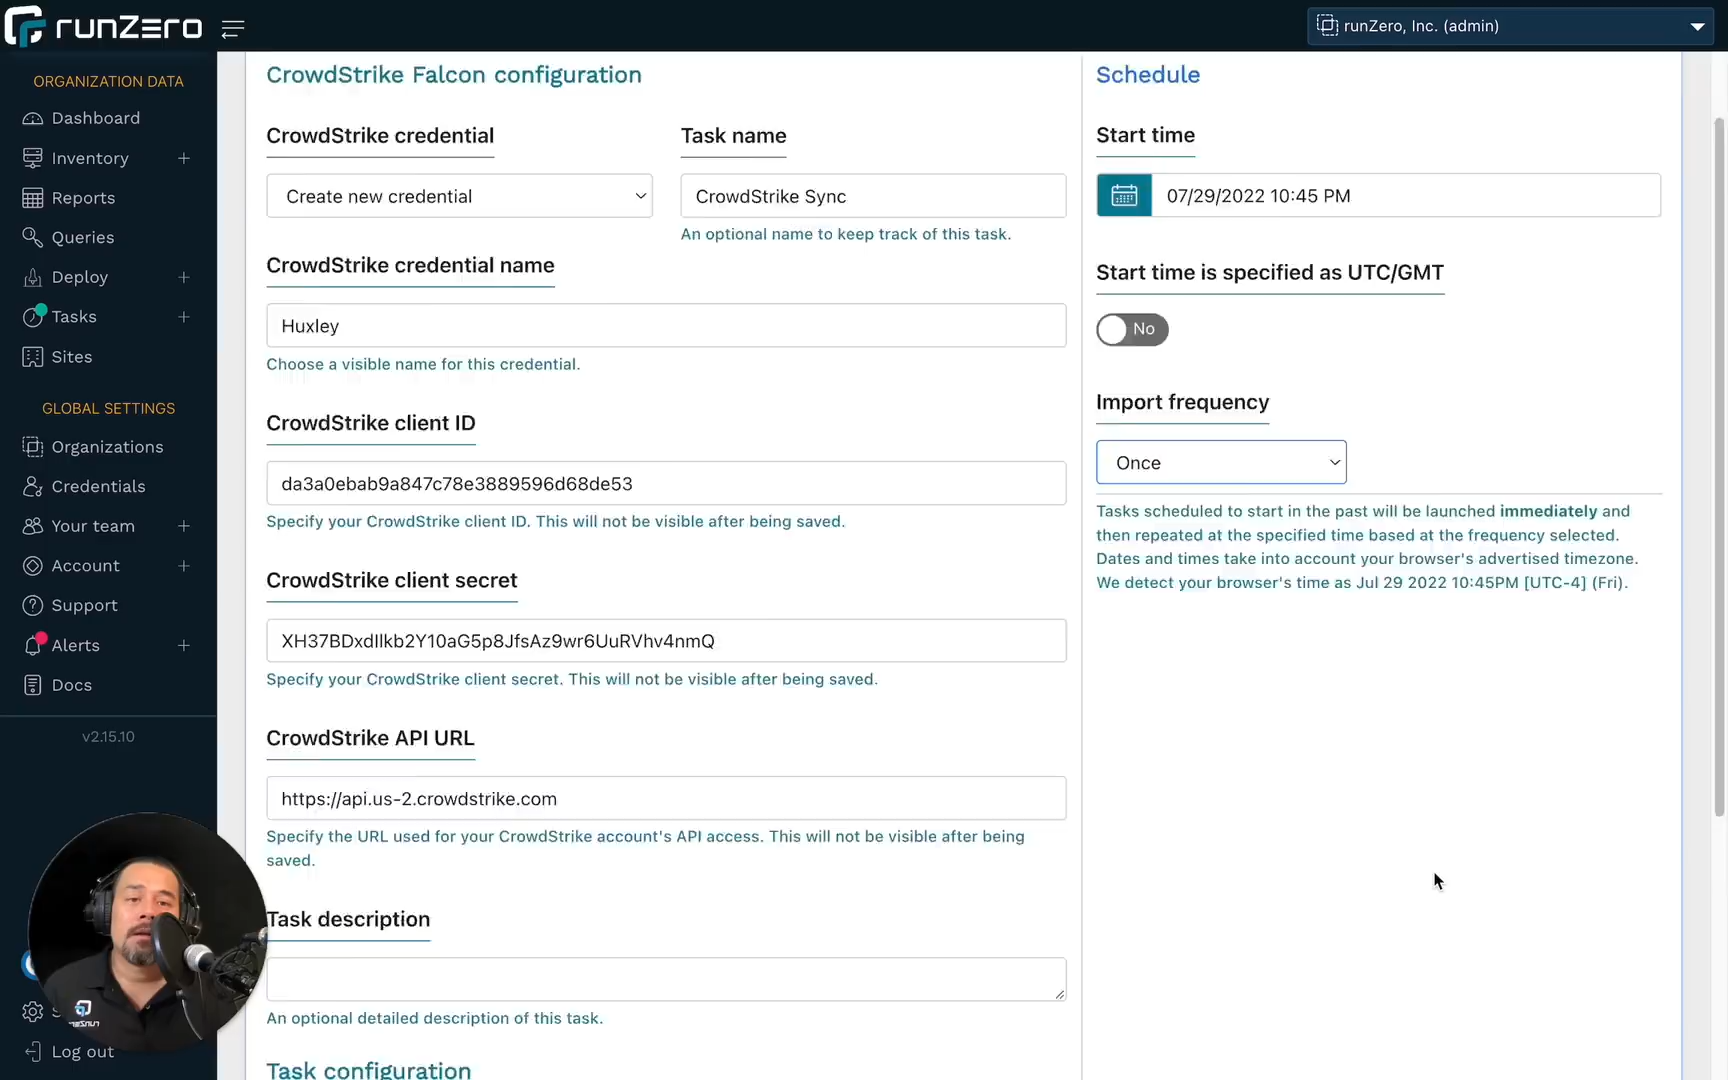 runZero
runZero, Inc. (admin)
ORGANIZATION DATA
Dashboard
Inventory
Reports
Queries
Deploy
Tasks
Sites
GLOBAL SETTINGS
Organizations
Credentials
Your team
Account
Support
Alerts
Docs
v2.15.10
Log out
CrowdStrike Falcon configuration
CrowdStrike credential
Create new credential
Task name
CrowdStrike Sync
An optional name to keep track of this task.
CrowdStrike credential name
Huxley
Choose a visible name for this credential.
CrowdStrike client ID
da3a0ebab9a847c78e3889596d68de53
Specify your CrowdStrike client ID. This will not be visible after being saved.
CrowdStrike client secret
XH37BDxdIlkb2Y10aG5p8JfsAz9wr6UuRVhv4nmQ
Specify your CrowdStrike client secret. This will not be visible after being saved.
CrowdStrike API URL
https://api.us-2.crowdstrike.com
Specify the URL used for your CrowdStrike account's API access. This will not be visible after being
saved.
Task description
An optional detailed description of this task.
Task configuration
Schedule
Start time
07/29/2022 10:45 PM
Start time is specified as UTC/GMT
No
Import frequency
Once
Tasks scheduled to start in the past will be launched immediately and
then repeated at the specified time based at the frequency selected.
Dates and times take into account your browser's advertised timezone.
We detect your browser's time as Jul 29 2022 10:45PM [UTC-4] (Fri).